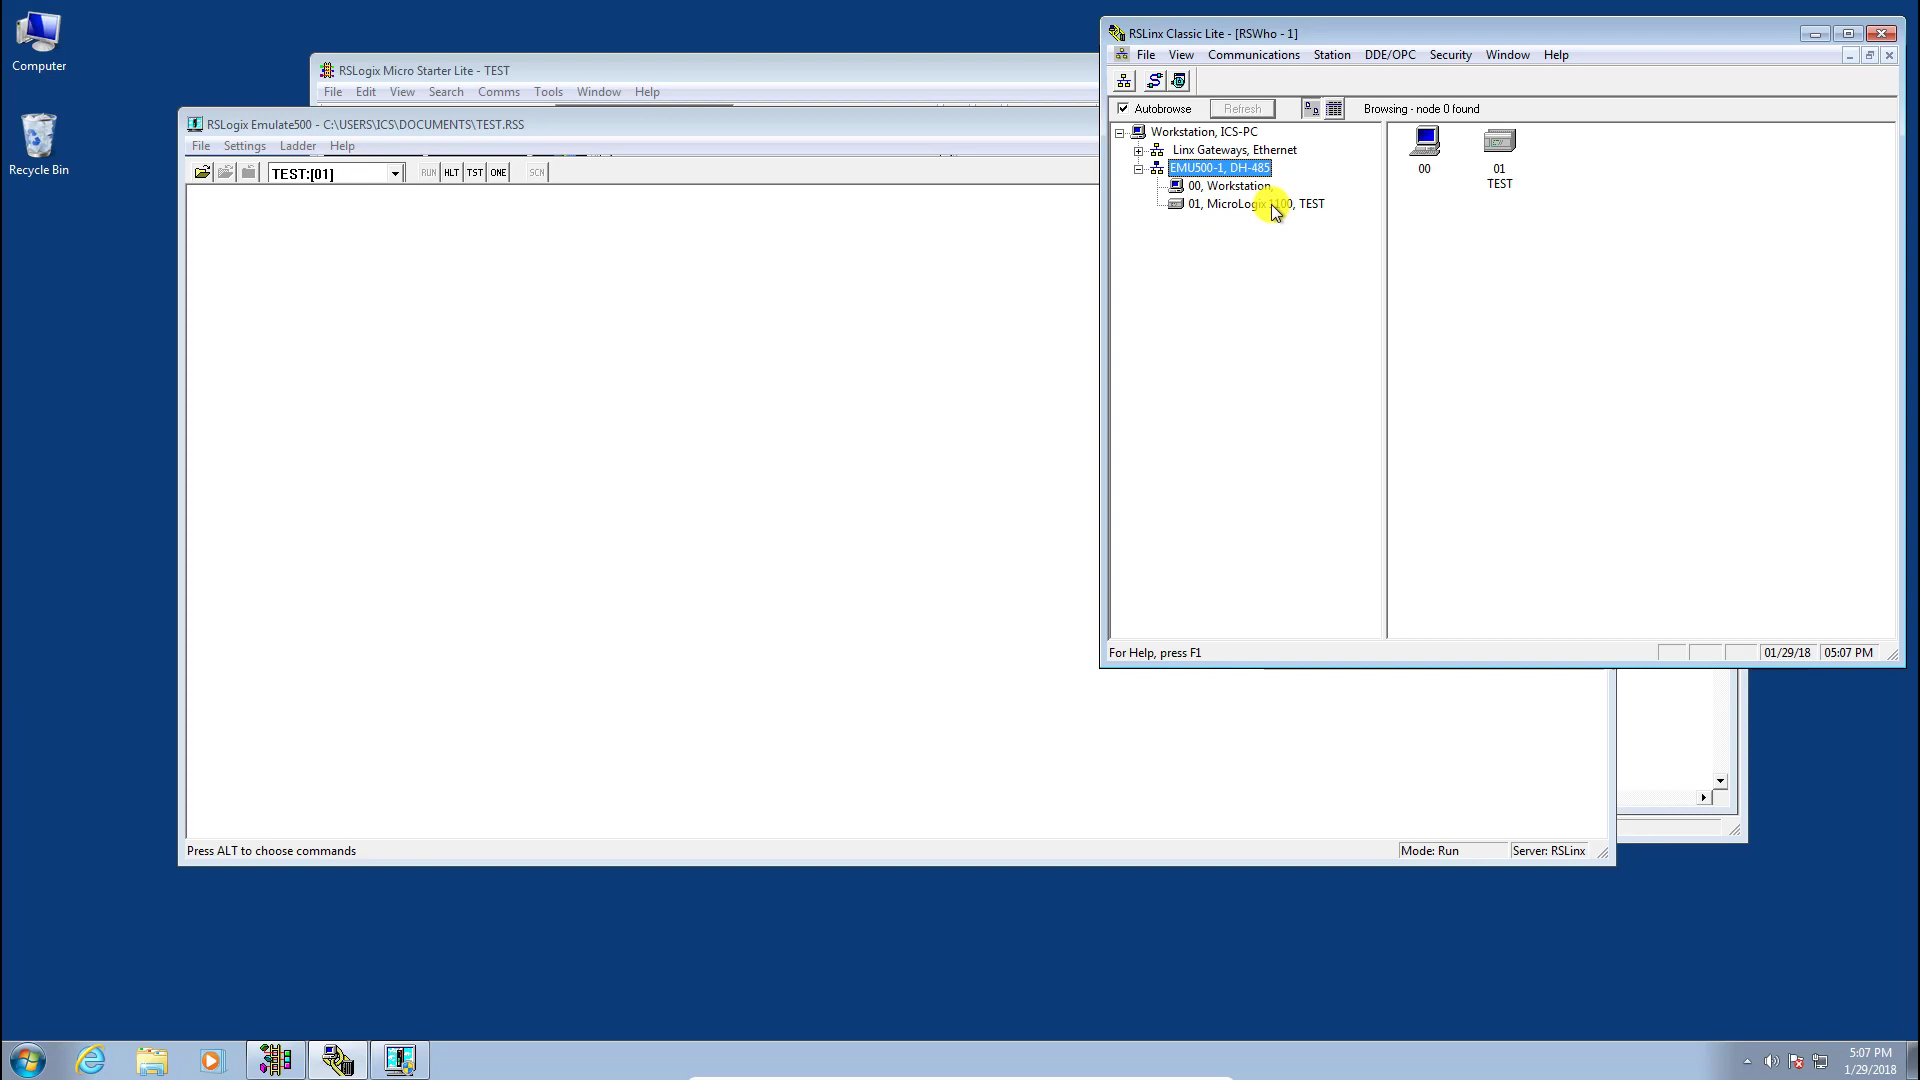 Computer
Recycle Bin
RSLogix Micro Starter Lite - TEST
File Edit View Search Comms Tools Window Help
RSLogix Emulate500 - C:\USERS\ICS\DOCUMENTS\TEST.RSS
File Settings Ladder Help
TEST:[01] RUN HLT TST ONE SCN
Press ALT to choose commands
Mode: Run
Server: RSLinx
RSLinx Classic Lite - [RSWho - 1]
File View Communications Station DDE/OPC Security Window Help
Autobrowse Refresh Browsing - node 0 found
Workstation, ICS-PC
Linx Gateways, Ethernet
EMU500-1, DH-485
00, Workstation,
01, MicroLogix 1100, TEST
00
01
TEST
For Help, press F1
01/29/18 05:07 PM
5:07 PM
1/29/2018